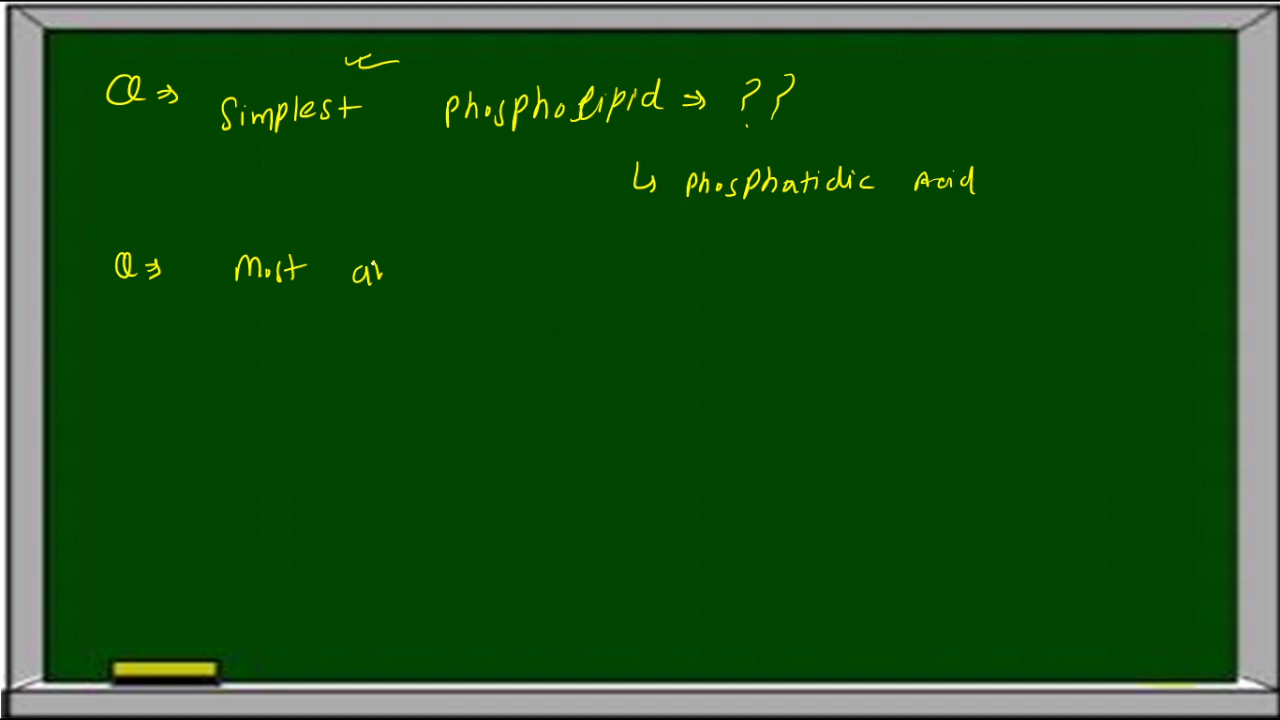 Q⇒ Simplest Phospholipid ⇒ ??
↳ Phosphatidic Acid
Q⇒ Most